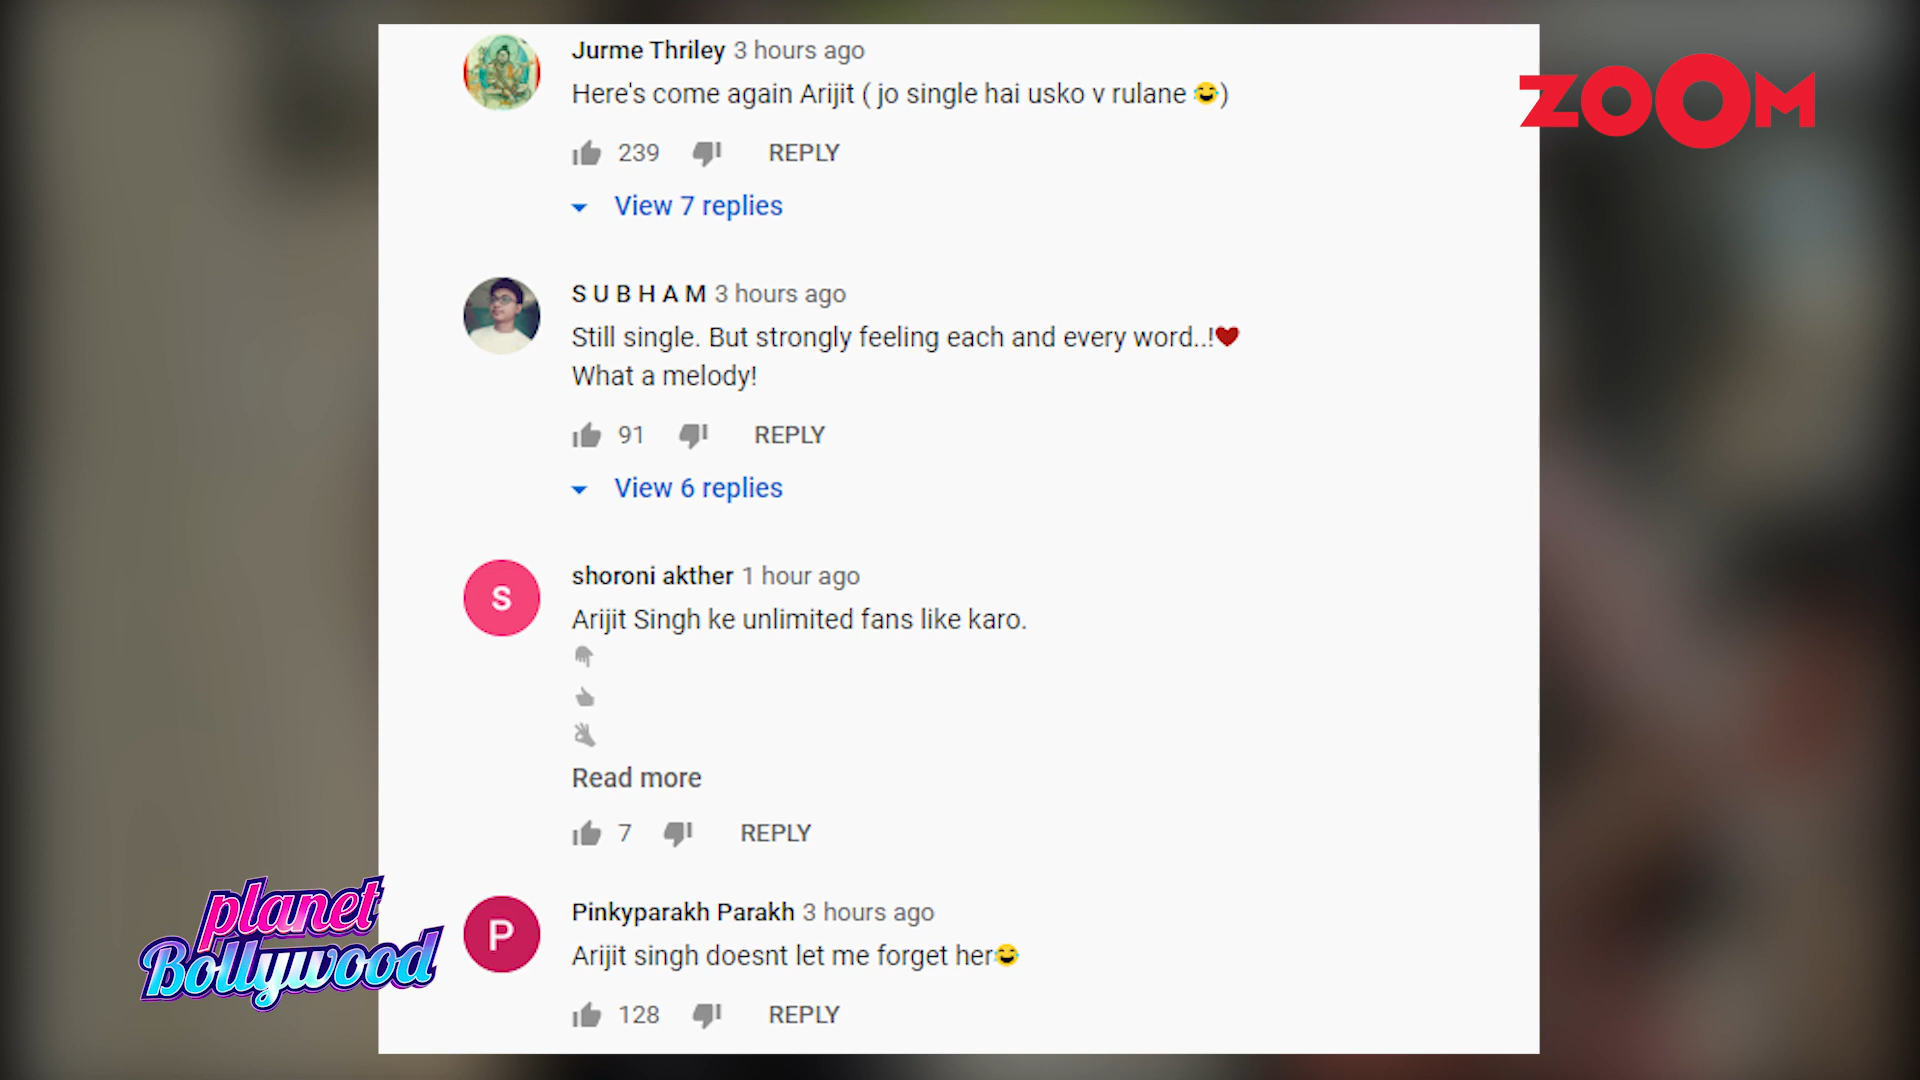 Jurme Thriley 3 hours ago
Here's come again Arijit ( jo single hai usko v rulane 😂)
239 REPLY
View 7 replies
S U B H A M 3 hours ago
Still single. But strongly feeling each and every word..!❤
What a melody!
91 REPLY
View 6 replies
S
shoroni akther 1 hour ago
Arijit Singh ke unlimited fans like karo.
Read more
7 REPLY
P
Pinkyparakh Parakh 3 hours ago
Arijit singh doesnt let me forget her😂
128 REPLY
ZOOM
planet
Bollywood